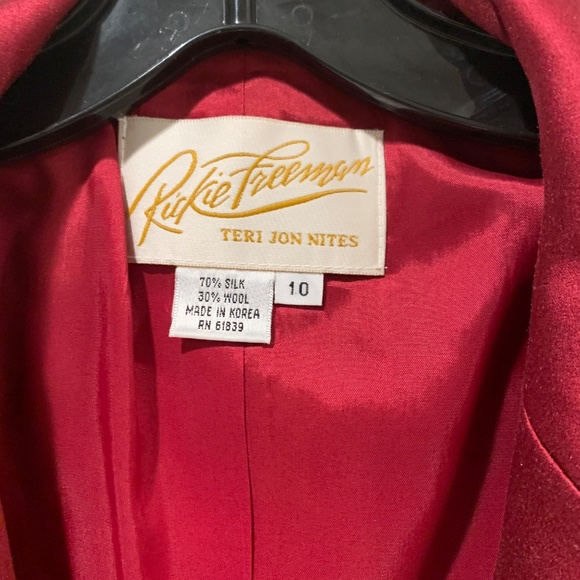 Rickie Freeman
TERI JON NITES
70% SILK
30% WOOL
MADE IN KOREA
RN 61839
10